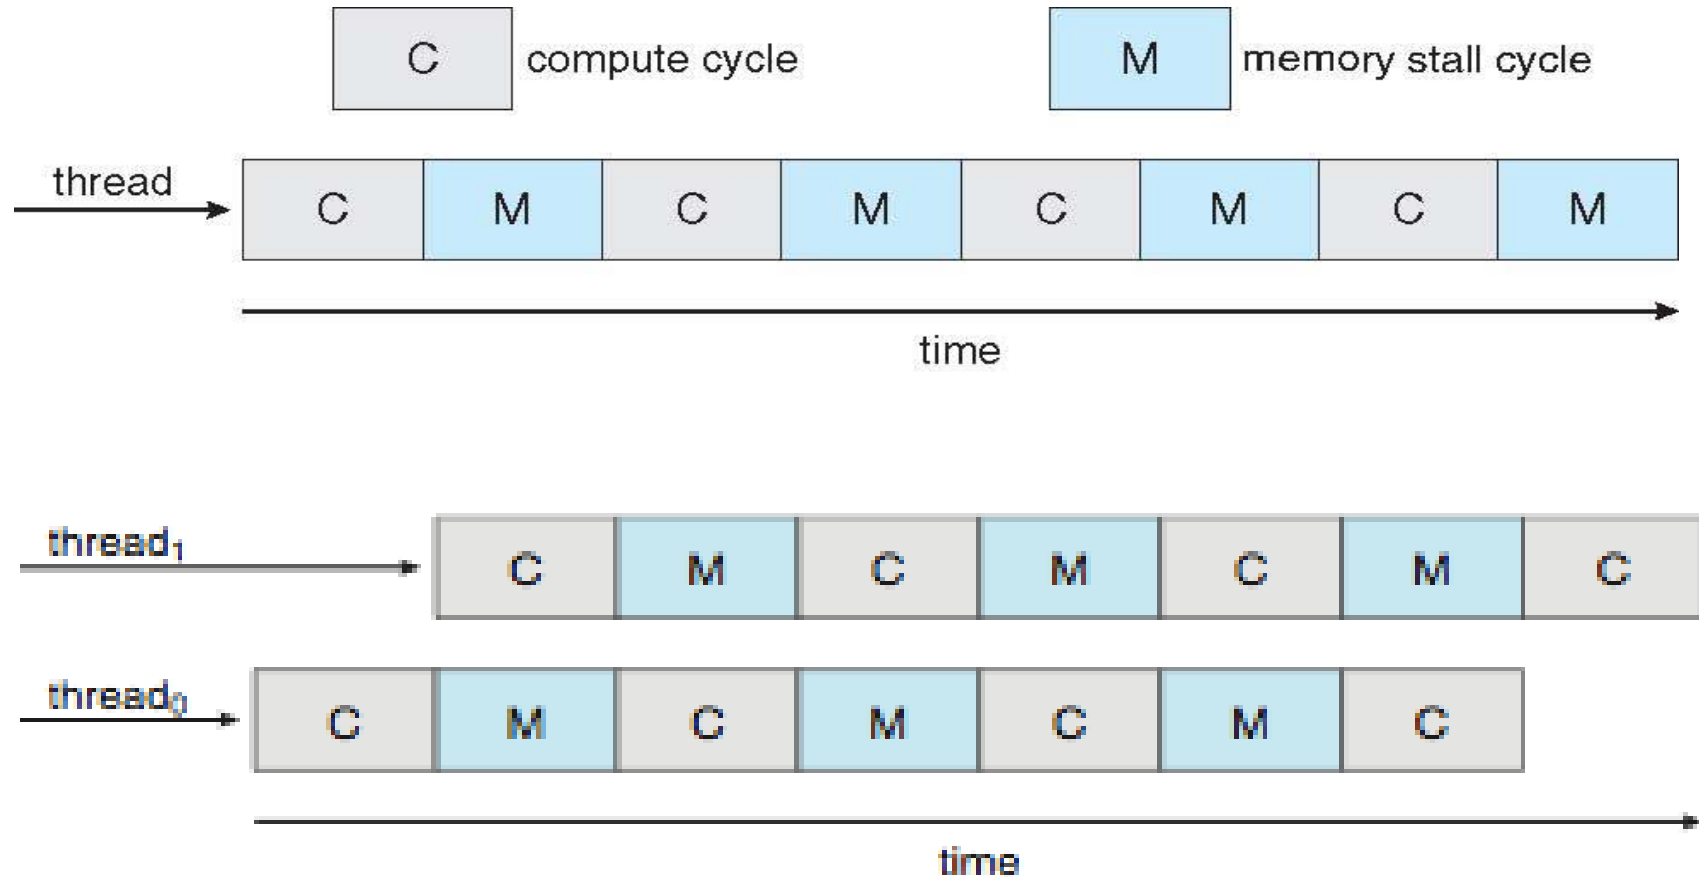 C compute cycle M memory stall cycle
thread C M C M C M C M
time
thread₁ C M C M C M C
thread₀ C M C M C M C
time